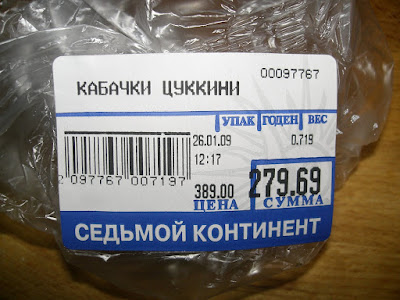 КАБАЧКИ ЦУККИНИ
00097767
УПАК ГОДЕН ВЕС
26.01.09 0.719
12:17
2 097767 007197
389.00 279.69
ЦЕНА СУММА
СЕДЬМОЙ КОНТИНЕНТ